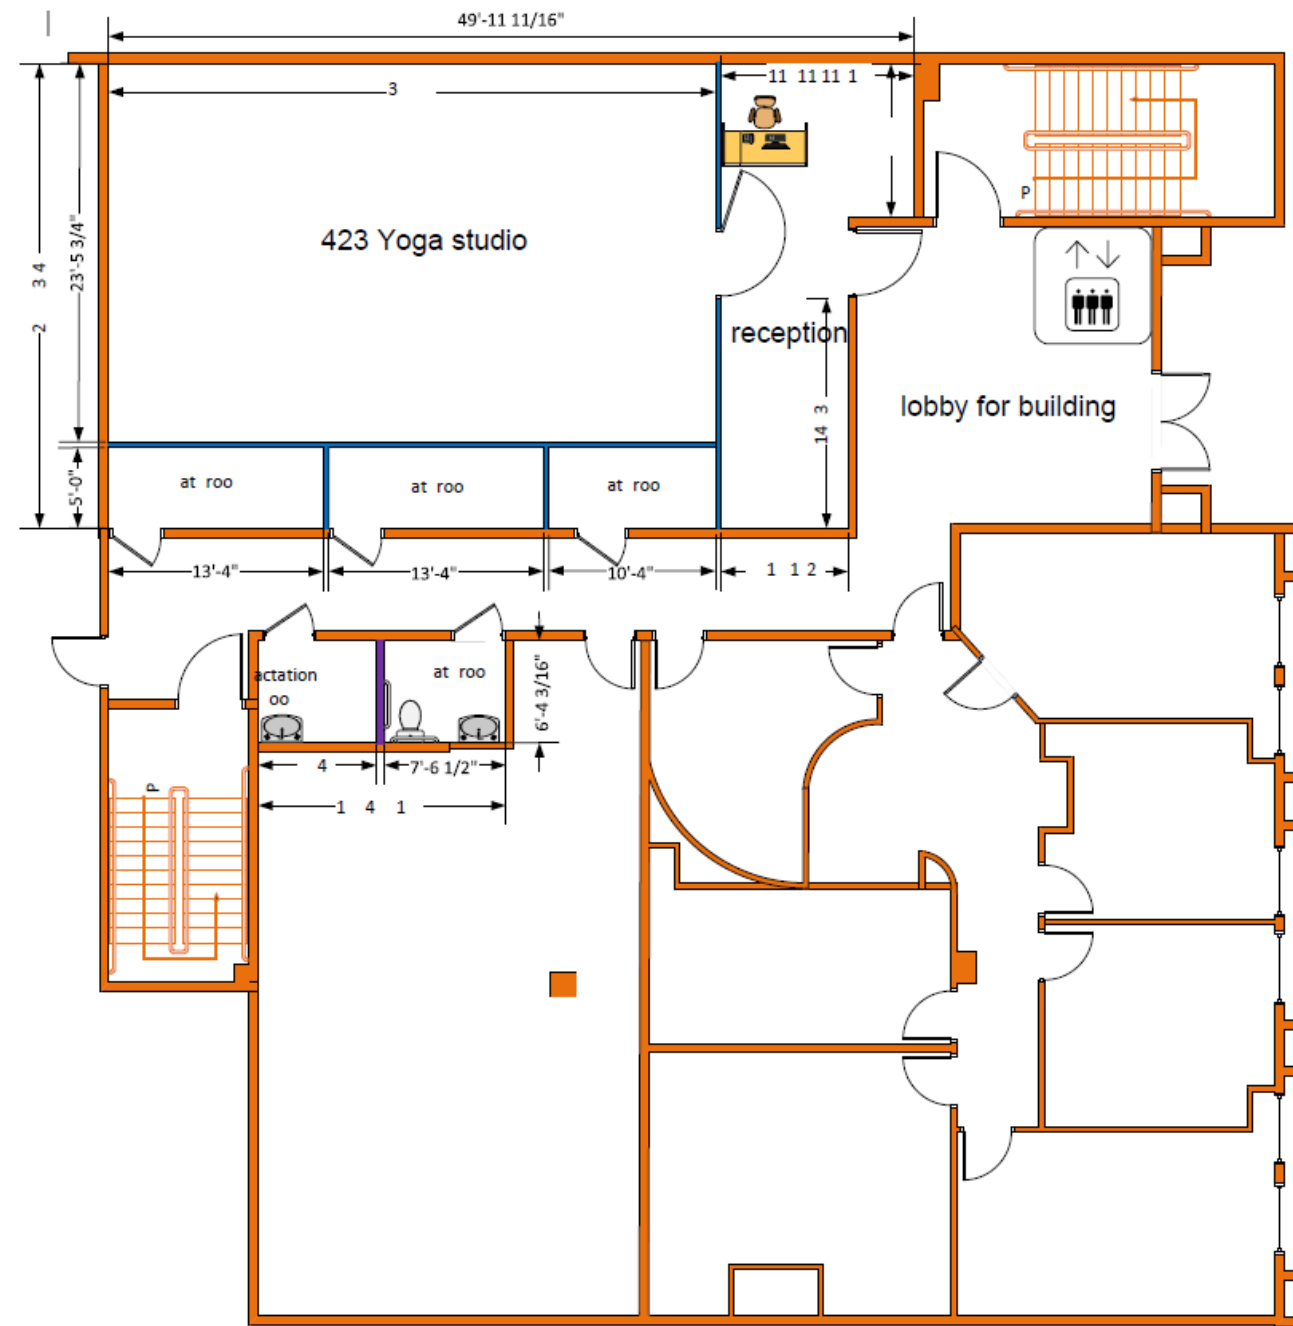 49'-11 11/16"
11 11 11 1
3
423 Yoga studio
23'-5 3/4"
3 4
2
reception
14 3
lobby for building
P
5'-0"
at roo
at roo
at roo
13'-4"
13'-4"
10'-4"
1 1 2
actation
oo
at roo
6'-4 3/16"
4
7'-6 1/2"
1 4 1
P